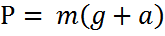 P = m(g + a)